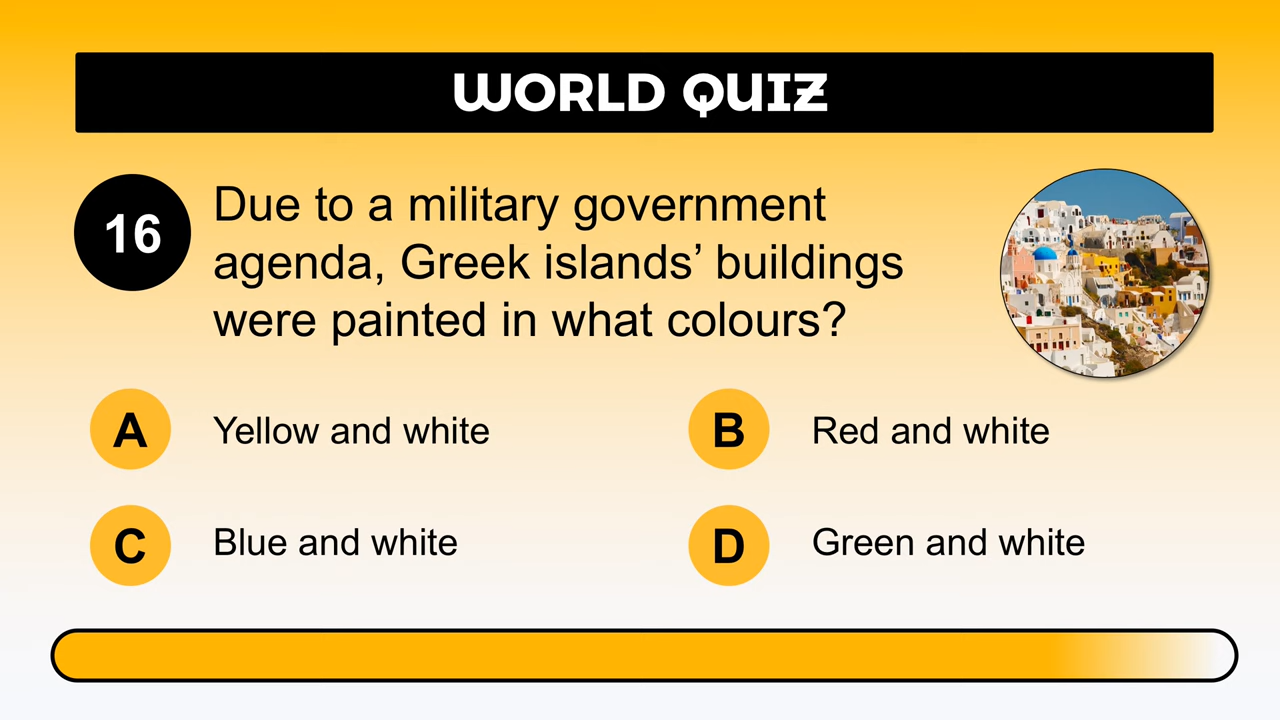 WORLD QUIZ
16
Due to a military government
agenda, Greek islands’ buildings
were painted in what colours?
A Yellow and white
B Red and white
C Blue and white
D Green and white